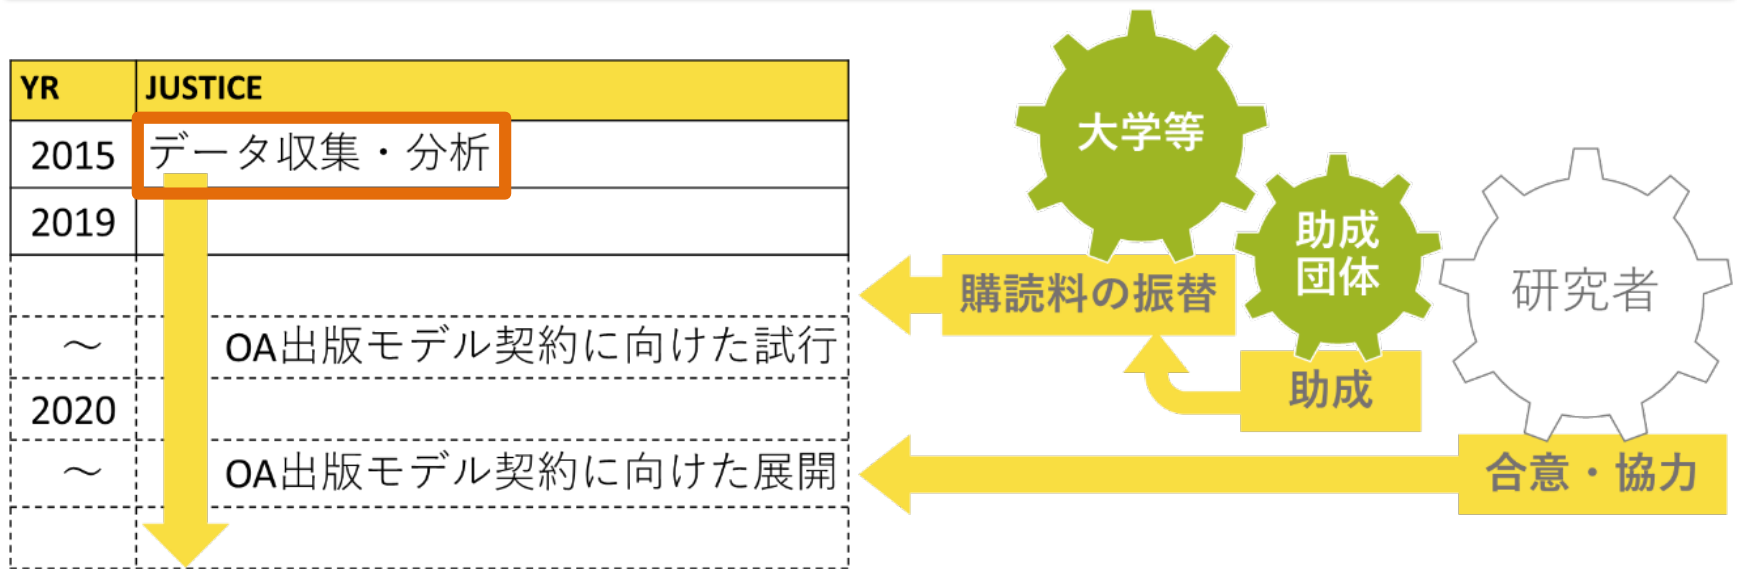 YR JUSTICE
2015 データ収集・分析
2019
～ OA出版モデル契約に向けた試行
2020
～ OA出版モデル契約に向けた展開
大学等
助成
団体
研究者
購読料の振替
助成
合意・協力